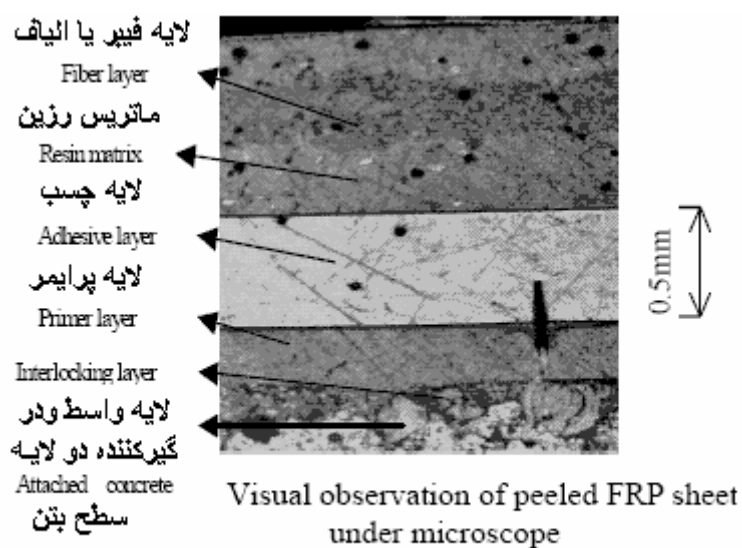 لایه فیبر یا الیاف
Fiber layer
ماتریس رزین
Resin matrix
لایه چسب
Adhesive layer
لایه پرایمر
Primer layer
Interlocking layer
لایه واسط ودر
گیرکننده دو لایه
Attached concrete
سطح بتن
0.5mm
Visual observation of peeled FRP sheet
under microscope